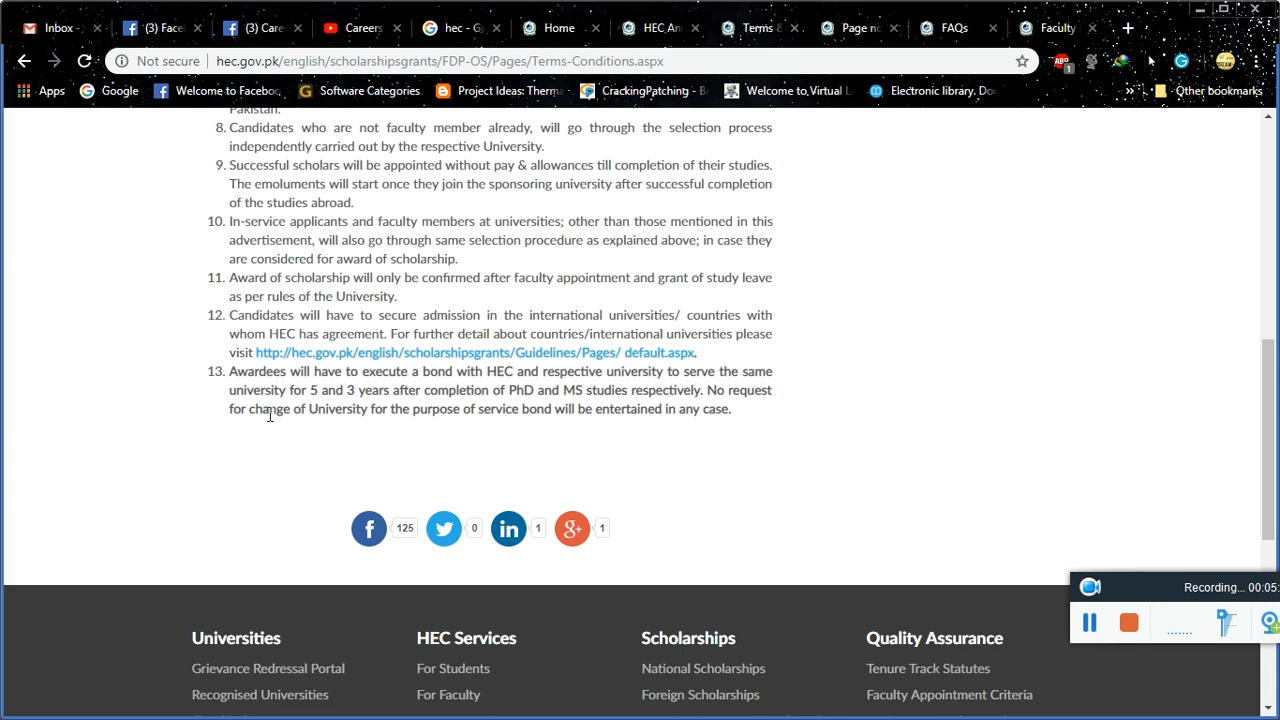 Inbox -
(3) Face
(3) Care
Careers
hec - G
Home
HEC An
Terms &
Page no
FAQs
Faculty
Not secure
hec.gov.pk/english/scholarshipsgrants/FDP-OS/Pages/Terms-Conditions.aspx
ABP
1
Apps
Google
Welcome to Faceboo
Software Categories
Project Ideas: Therma
CrackingPatching - Be
Welcome to Virtual L
Electronic library. Do
»
Other bookmarks
Pakistan.
8. Candidates who are not faculty member already, will go through the selection process
independently carried out by the respective University.
9. Successful scholars will be appointed without pay & allowances till completion of their studies.
The emoluments will start once they join the sponsoring university after successful completion
of the studies abroad.
10. In-service applicants and faculty members at universities; other than those mentioned in this
advertisement, will also go through same selection procedure as explained above; in case they
are considered for award of scholarship.
11. Award of scholarship will only be confirmed after faculty appointment and grant of study leave
as per rules of the University.
12. Candidates will have to secure admission in the international universities/ countries with
whom HEC has agreement. For further detail about countries/international universities please
visit http://hec.gov.pk/english/scholarshipsgrants/Guidelines/Pages/ default.aspx.
13. Awardees will have to execute a bond with HEC and respective university to serve the same
university for 5 and 3 years after completion of PhD and MS studies respectively. No request
for change of University for the purpose of service bond will be entertained in any case.
125
0
1
1
Recording... 00:05:
Universities
HEC Services
Scholarships
Quality Assurance
Grievance Redressal Portal
For Students
National Scholarships
Tenure Track Statutes
Recognised Universities
For Faculty
Foreign Scholarships
Faculty Appointment Criteria